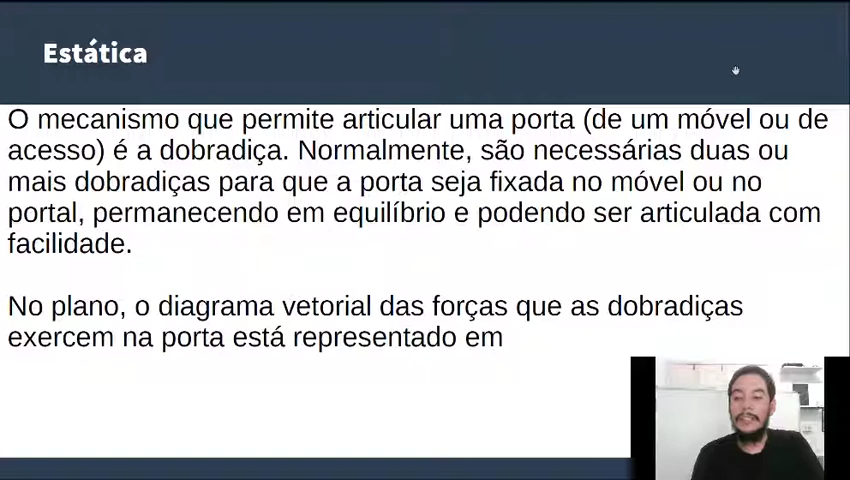 Estática
O mecanismo que permite articular uma porta (de um móvel ou de
acesso) é a dobradiça. Normalmente, são necessárias duas ou
mais dobradiças para que a porta seja fixada no móvel ou no
portal, permanecendo em equilíbrio e podendo ser articulada com
facilidade.
No plano, o diagrama vetorial das forças que as dobradiças
exercem na porta está representado em